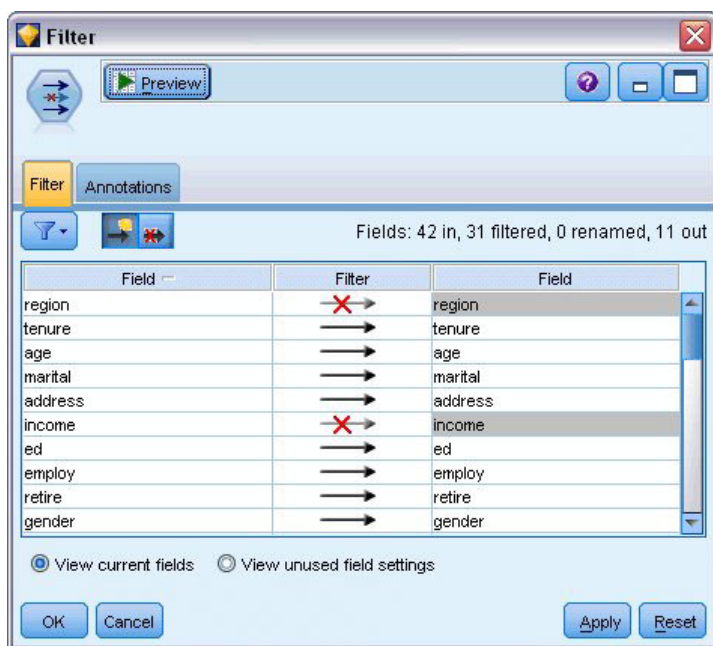 Filter
Preview
Filter
Annotations
Fields: 42 in, 31 filtered, 0 renamed, 11 out
Field Filter Field
region region
tenure tenure
age age
marital marital
address address
income income
ed ed
employ employ
retire retire
gender gender
View current fields View unused field settings
OK Cancel Apply Reset